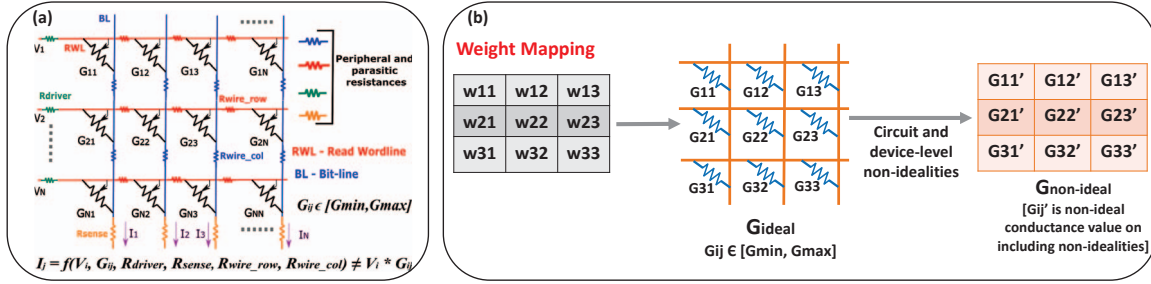 (a)
BL
V1
RWL
G11
G12
G13
G1N
Peripheral and
parasitic
resistances
Rdriver
Rwire_row
V2
G21
G22
G23
G2N
Rwire_col
RWL - Read Wordline
BL - Bit-line
VN
GN1
GN2
GN3
GNN
Gij ϵ [Gmin,Gmax]
Rsense
I1
I2
I3
IN
Ij = f(Vi, Gij, Rdriver, Rsense, Rwire_row, Rwire_col) ≠ Vi * Gij
(b)
Weight Mapping
w11 w12 w13
w21 w22 w23
w31 w32 w33
G11 G12 G13
G21 G22 G23
G31 G32 G33
Gideal
Gij Є [Gmin, Gmax]
Circuit and
device-level
non-idealities
G11’ G12’ G13’
G21’ G22’ G23’
G31’ G32’ G33’
Gnon-ideal
[Gij’ is non-ideal
conductance value on
including non-idealities]